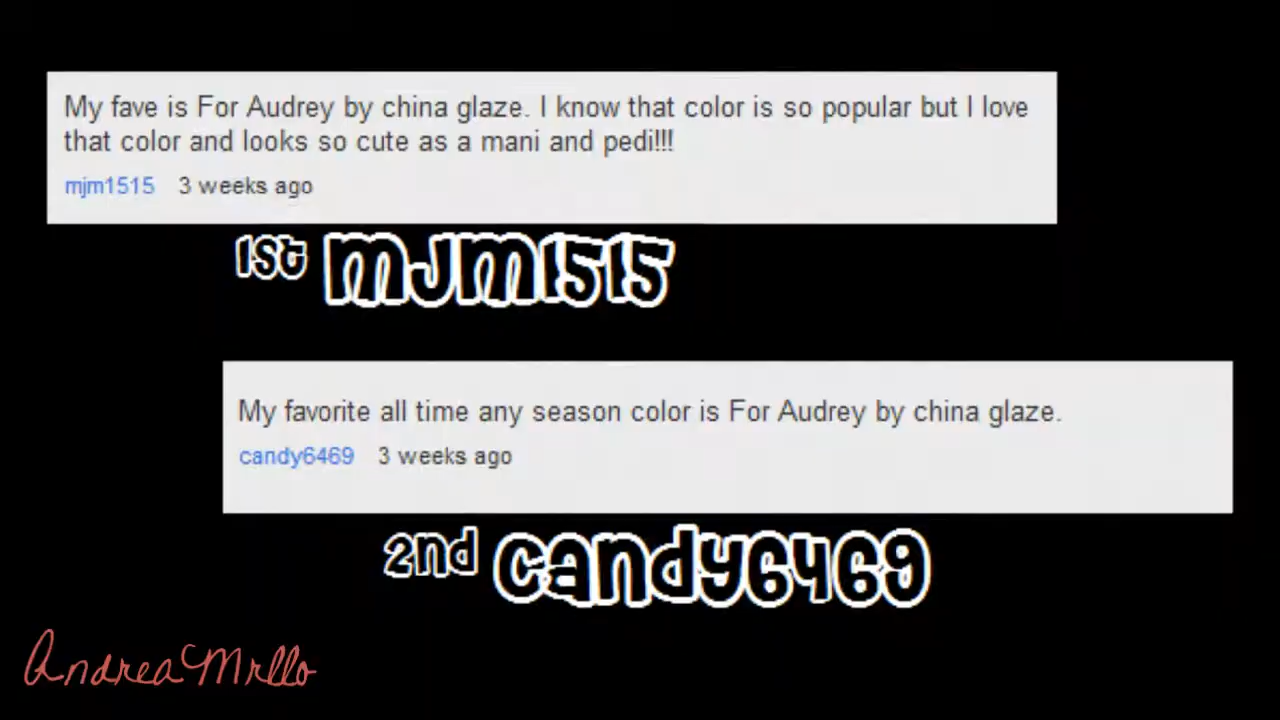 My fave is For Audrey by china glaze. I know that color is so popular but I love
that color and looks so cute as a mani and pedi!!!
mjm1515 3 weeks ago
1st mjm1515
My favorite all time any season color is For Audrey by china glaze.
candy6469 3 weeks ago
2nd candy6469
AndreaMrllo